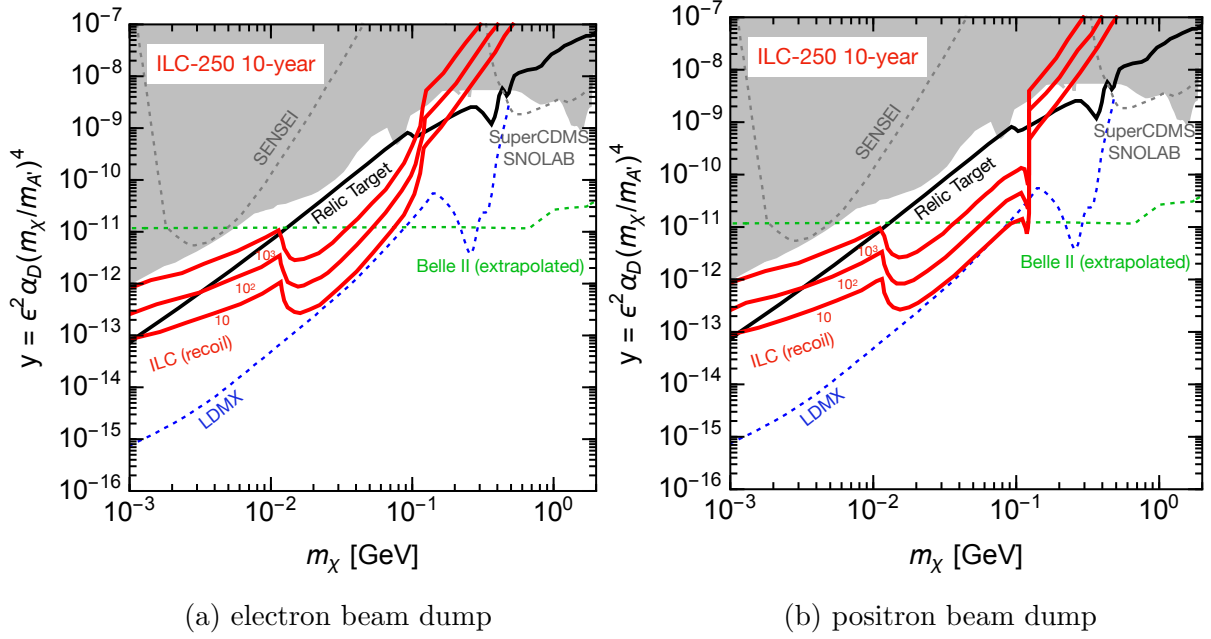 10⁻⁷
10⁻⁸
10⁻⁹
10⁻¹⁰
10⁻¹¹
10⁻¹²
10⁻¹³
10⁻¹⁴
10⁻¹⁵
10⁻¹⁶
y = ϵ² α_D (m_χ/m_A')⁴
ILC-250 10-year
SENSEI
SuperCDMS
SNOLAB
Relic Target
Belle II (extrapolated)
10³
10²
10
ILC (recoil)
LDMX
10⁻³
10⁻²
10⁻¹
10⁰
m_χ [GeV]
(a) electron beam dump
10⁻⁷
10⁻⁸
10⁻⁹
10⁻¹⁰
10⁻¹¹
10⁻¹²
10⁻¹³
10⁻¹⁴
10⁻¹⁵
10⁻¹⁶
y = ϵ² α_D (m_χ/m_A')⁴
ILC-250 10-year
SENSEI
SuperCDMS
SNOLAB
Relic Target
Belle II (extrapolated)
10³
10²
10
ILC (recoil)
LDMX
10⁻³
10⁻²
10⁻¹
10⁰
m_χ [GeV]
(b) positron beam dump